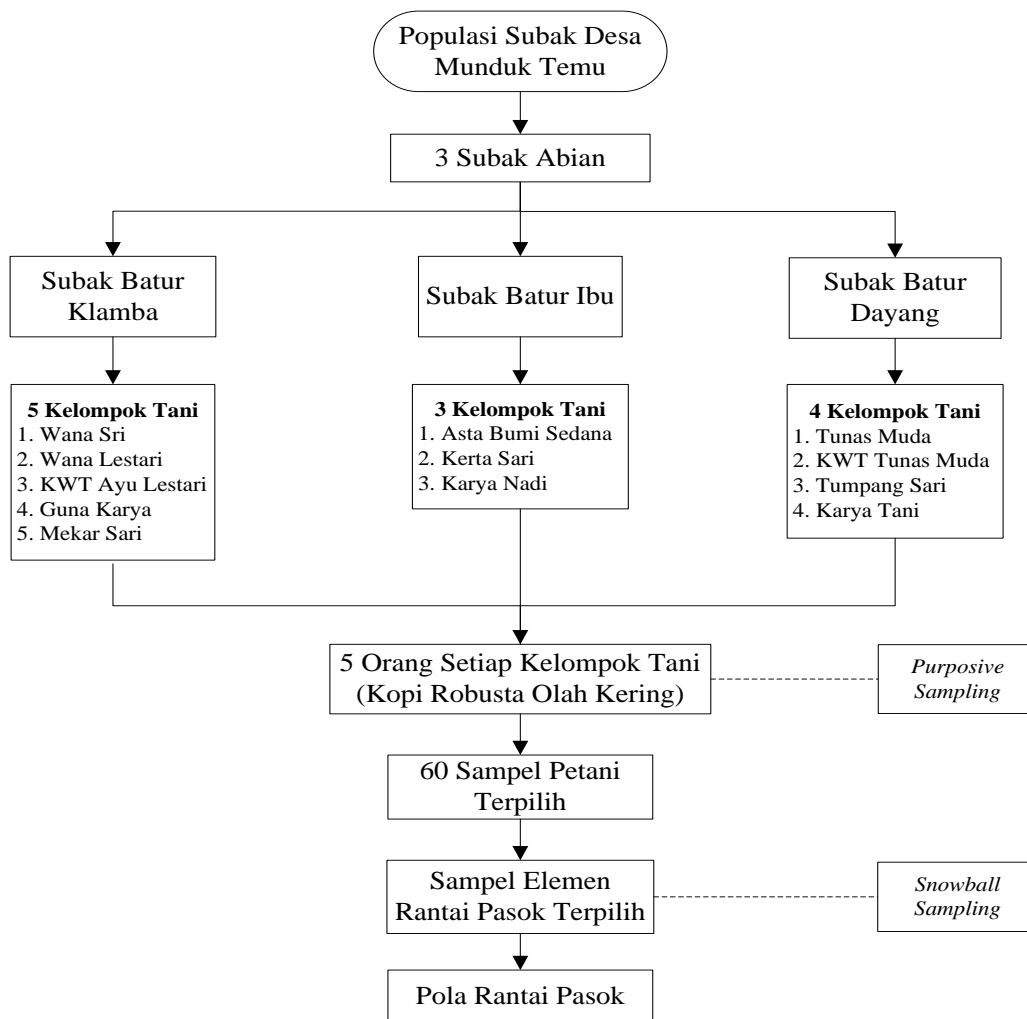 Populasi Subak Desa
Munduk Temu
3 Subak Abian
Subak Batur
Klamba
Subak Batur Ibu
Subak Batur
Dayang
5 Kelompok Tani
1. Wana Sri
2. Wana Lestari
3. KWT Ayu Lestari
4. Guna Karya
5. Mekar Sari
3 Kelompok Tani
1. Asta Bumi Sedana
2. Kerta Sari
3. Karya Nadi
4 Kelompok Tani
1. Tunas Muda
2. KWT Tunas Muda
3. Tumpang Sari
4. Karya Tani
5 Orang Setiap Kelompok Tani
(Kopi Robusta Olah Kering)
Purposive
Sampling
60 Sampel Petani
Terpilih
Sampel Elemen
Rantai Pasok Terpilih
Snowball
Sampling
Pola Rantai Pasok